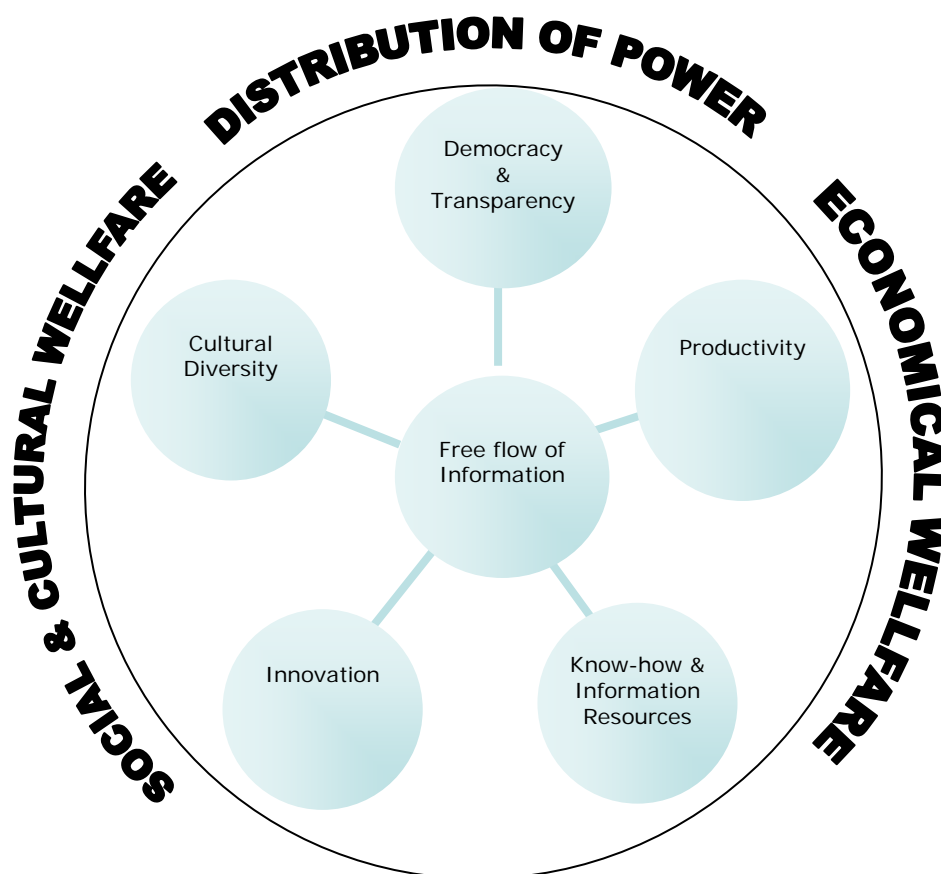 DISTRIBUTION OF POWER
SOCIAL & CULTURAL WELLFARE
ECONOMICAL WELLFARE
Democracy
&
Transparency
Cultural
Diversity
Productivity
Free flow of
Information
Innovation
Know-how &
Information
Resources